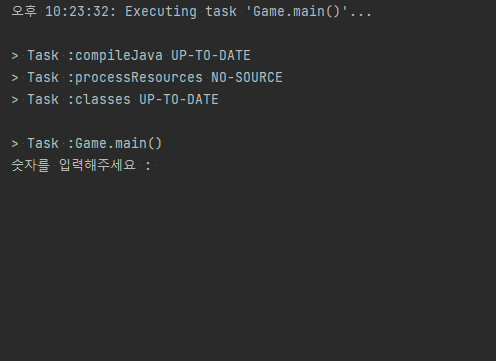 오후 10:23:32: Executing task 'Game.main()'...
> Task :compileJava UP-TO-DATE
> Task :processResources NO-SOURCE
> Task :classes UP-TO-DATE
> Task :Game.main()
숫자를 입력해주세요 :